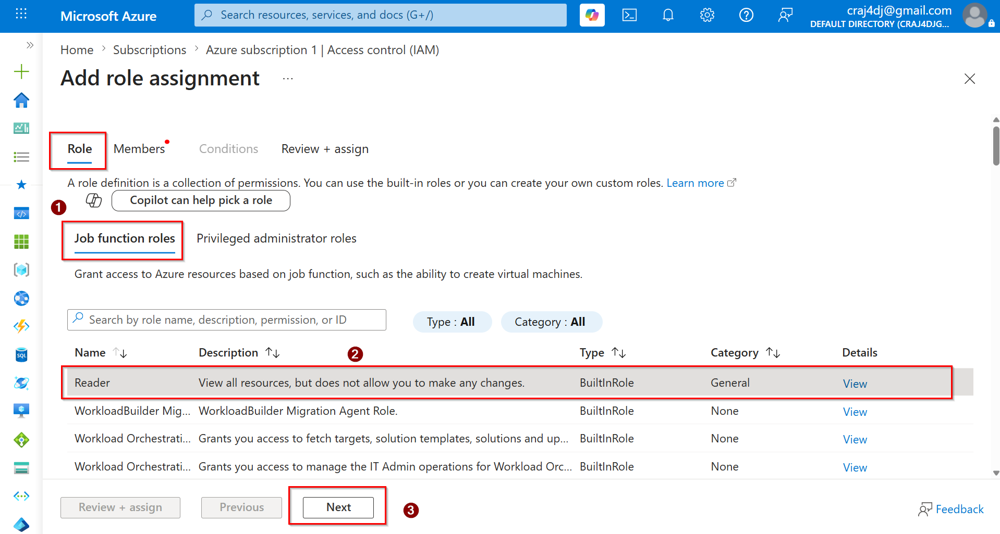 Microsoft Azure
Search resources, services, and docs (G+/)
craj4dj@gmail.com
DEFAULT DIRECTORY (CRAJ4DJG...
Home > Subscriptions > Azure subscription 1 | Access control (IAM)
Add role assignment ...
Role Members Conditions Review + assign
A role definition is a collection of permissions. You can use the built-in roles or you can create your own custom roles. Learn more
Copilot can help pick a role
1
Job function roles Privileged administrator roles
Grant access to Azure resources based on job function, such as the ability to create virtual machines.
Search by role name, description, permission, or ID
Type : All Category : All
Name Description 2 Type Category Details
Reader View all resources, but does not allow you to make any changes. BuiltInRole General View
WorkloadBuilder Mig... WorkloadBuilder Migration Agent Role. BuiltInRole None View
Workload Orchestrati... Grants you access to fetch targets, solution templates, solutions and up... BuiltInRole None View
Workload Orchestrati... Grants you access to manage the IT Admin operations for Workload Orc... BuiltInRole None View
Review + assign Previous Next 3
Feedback
SQL